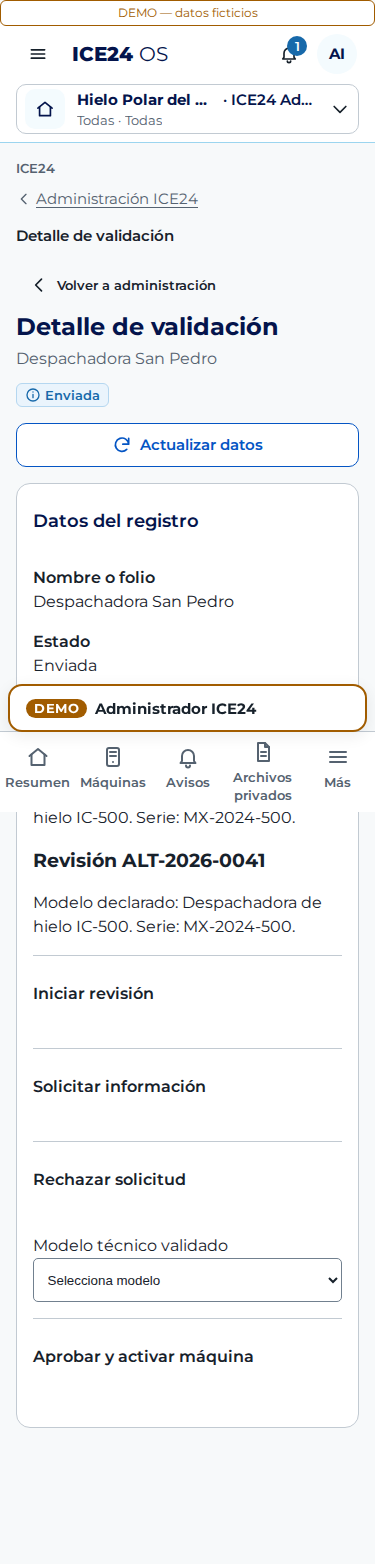 DEMO — datos ficticios
ICE24 OS
1
AI
Hielo Polar del ... · ICE24 Ad...
Todas · Todas
ICE24
Administración ICE24
Detalle de validación
Volver a administración
Detalle de validación
Despachadora San Pedro
Enviada
Actualizar datos
Datos del registro
Nombre o folio
Despachadora San Pedro
Estado
Enviada
DEMO Administrador ICE24
Resumen
Máquinas
Avisos
Archivos privados
Más
hielo IC-500. Serie: MX-2024-500.
Revisión ALT-2026-0041
Modelo declarado: Despachadora de
hielo IC-500. Serie: MX-2024-500.
Iniciar revisión
Solicitar información
Rechazar solicitud
Modelo técnico validado
Selecciona modelo
Aprobar y activar máquina